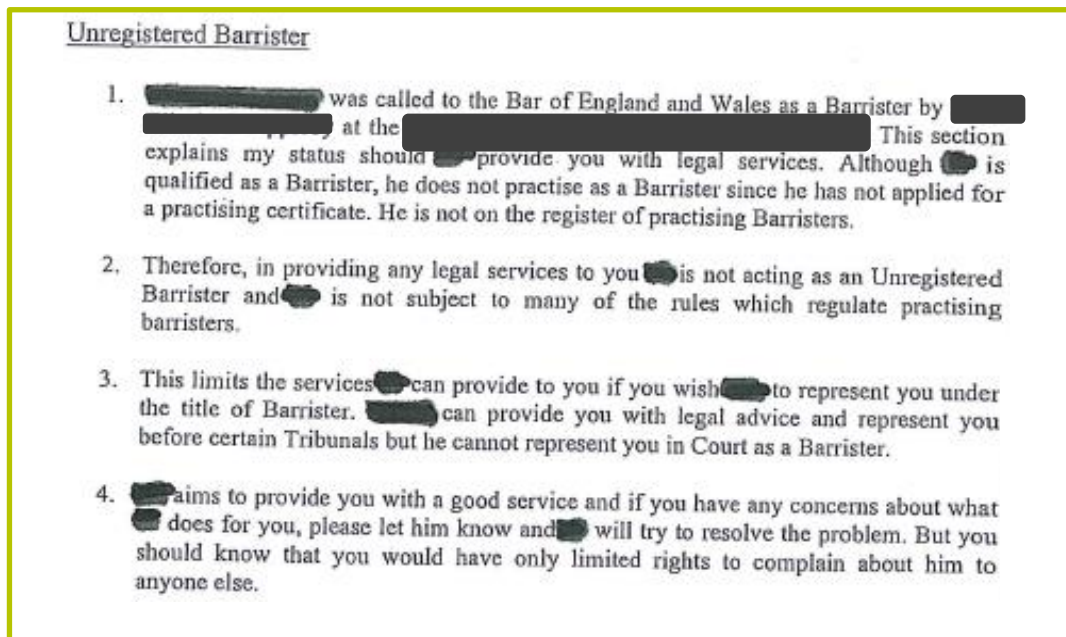 Unregistered Barrister
1. was called to the Bar of England and Wales as a Barrister by
at the This section
explains my status should provide you with legal services. Although is
qualified as a Barrister, he does not practise as a Barrister since he has not applied for
a practising certificate. He is not on the register of practising Barristers.
2. Therefore, in providing any legal services to you is not acting as an Unregistered
Barrister and is not subject to many of the rules which regulate practising
barristers.
3. This limits the services can provide to you if you wish to represent you under
the title of Barrister. can provide you with legal advice and represent you
before certain Tribunals but he cannot represent you in Court as a Barrister.
4. aims to provide you with a good service and if you have any concerns about what
does for you, please let him know and will try to resolve the problem. But you
should know that you would have only limited rights to complain about him to
anyone else.